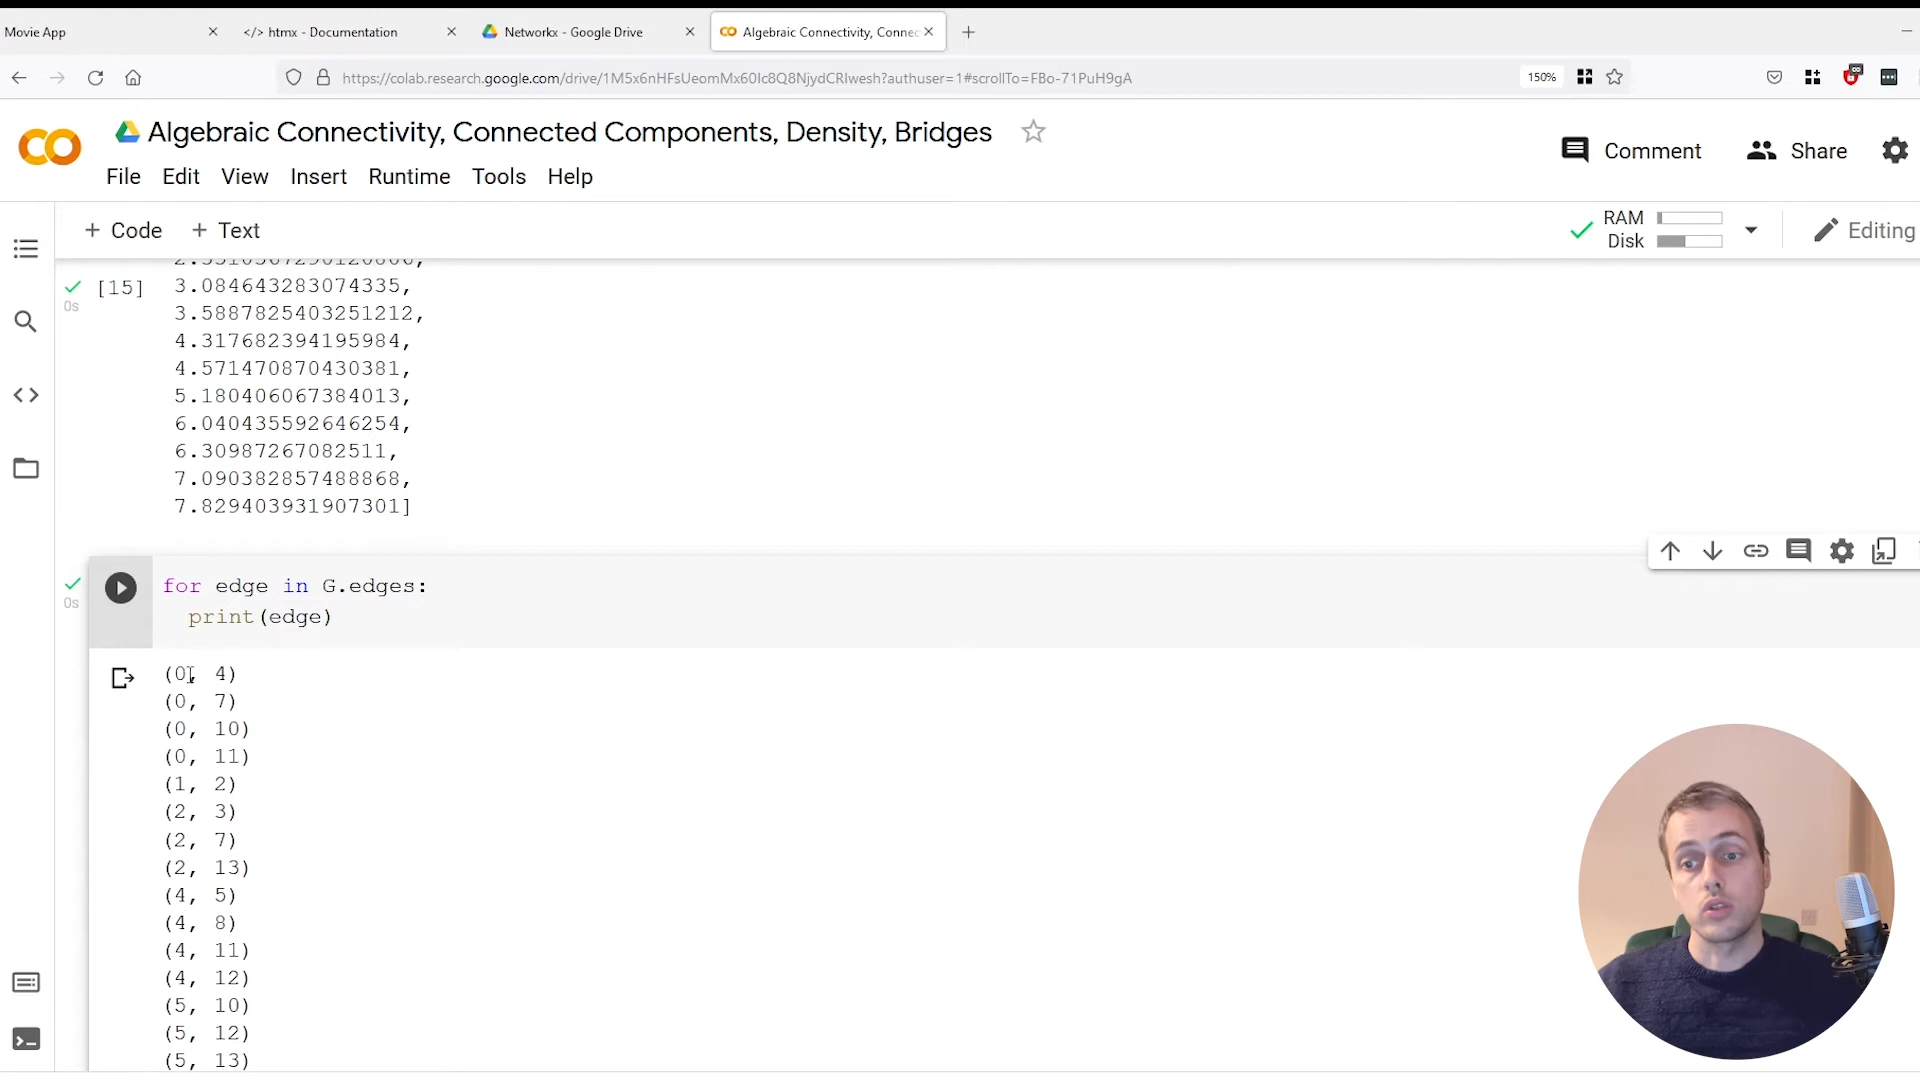 Movie App
</> htmx - Documentation
Networkx - Google Drive
Algebraic Connectivity, Connec
https://colab.research.google.com/drive/1M5x6nHFsUeomMx60Ic8Q8NjydCRIwesh?authuser=1#scrollTo=FBo-71PuH9gA
150%
Algebraic Connectivity, Connected Components, Density, Bridges
Comment
Share
File Edit View Insert Runtime Tools Help
+ Code + Text
RAM
Disk
Editing
[15]
0s
3.084643283074335,
3.5887825403251212,
4.317682394195984,
4.571470870430381,
5.180406067384013,
6.040435592646254,
6.30987267082511,
7.090382857488868,
7.829403931907301]
0s
for edge in G.edges:
print(edge)
(0, 4)
(0, 7)
(0, 10)
(0, 11)
(1, 2)
(2, 3)
(2, 7)
(2, 13)
(4, 5)
(4, 8)
(4, 11)
(4, 12)
(5, 10)
(5, 12)
(5, 13)